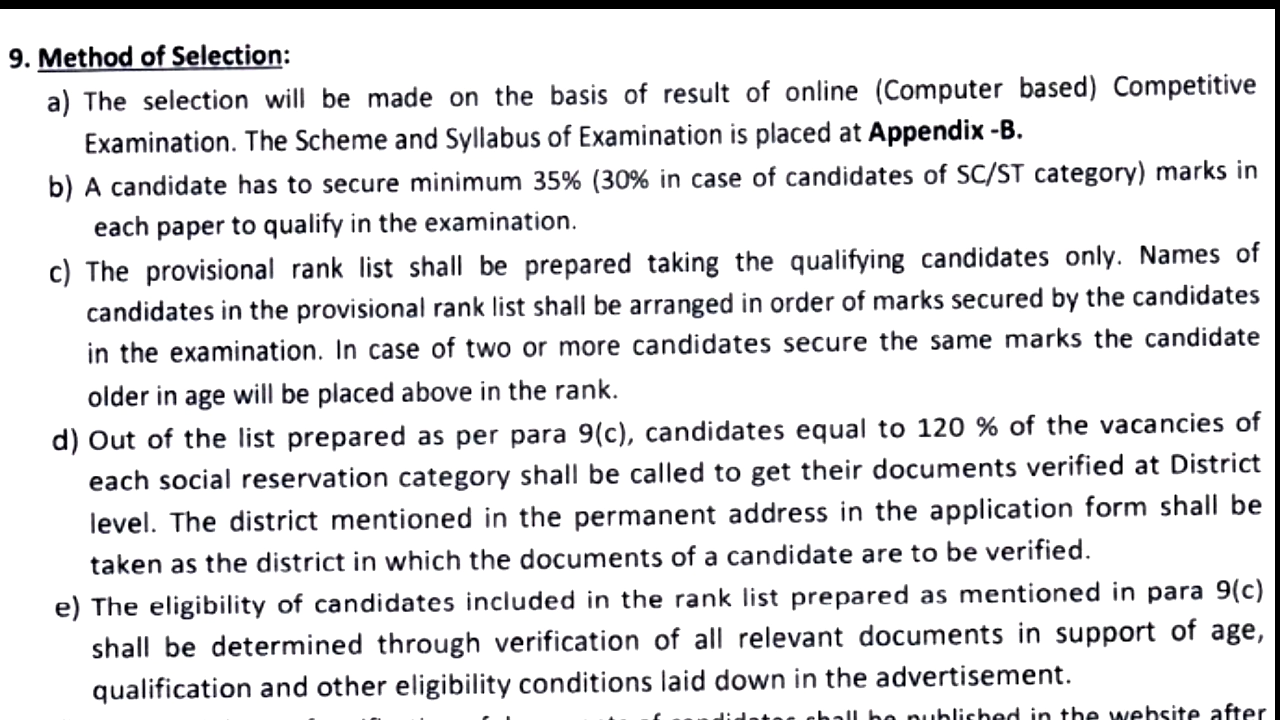 9. Method of Selection:
a) The selection will be made on the basis of result of online (Computer based) Competitive
Examination. The Scheme and Syllabus of Examination is placed at Appendix -B.
b) A candidate has to secure minimum 35% (30% in case of candidates of SC/ST category) marks in
each paper to qualify in the examination.
c) The provisional rank list shall be prepared taking the qualifying candidates only. Names of
candidates in the provisional rank list shall be arranged in order of marks secured by the candidates
in the examination. In case of two or more candidates secure the same marks the candidate
older in age will be placed above in the rank.
d) Out of the list prepared as per para 9(c), candidates equal to 120 % of the vacancies of
each social reservation category shall be called to get their documents verified at District
level. The district mentioned in the permanent address in the application form shall be
taken as the district in which the documents of a candidate are to be verified.
e) The eligibility of candidates included in the rank list prepared as mentioned in para 9(c)
shall be determined through verification of all relevant documents in support of age,
qualification and other eligibility conditions laid down in the advertisement.
of candidates shall be published in the website after